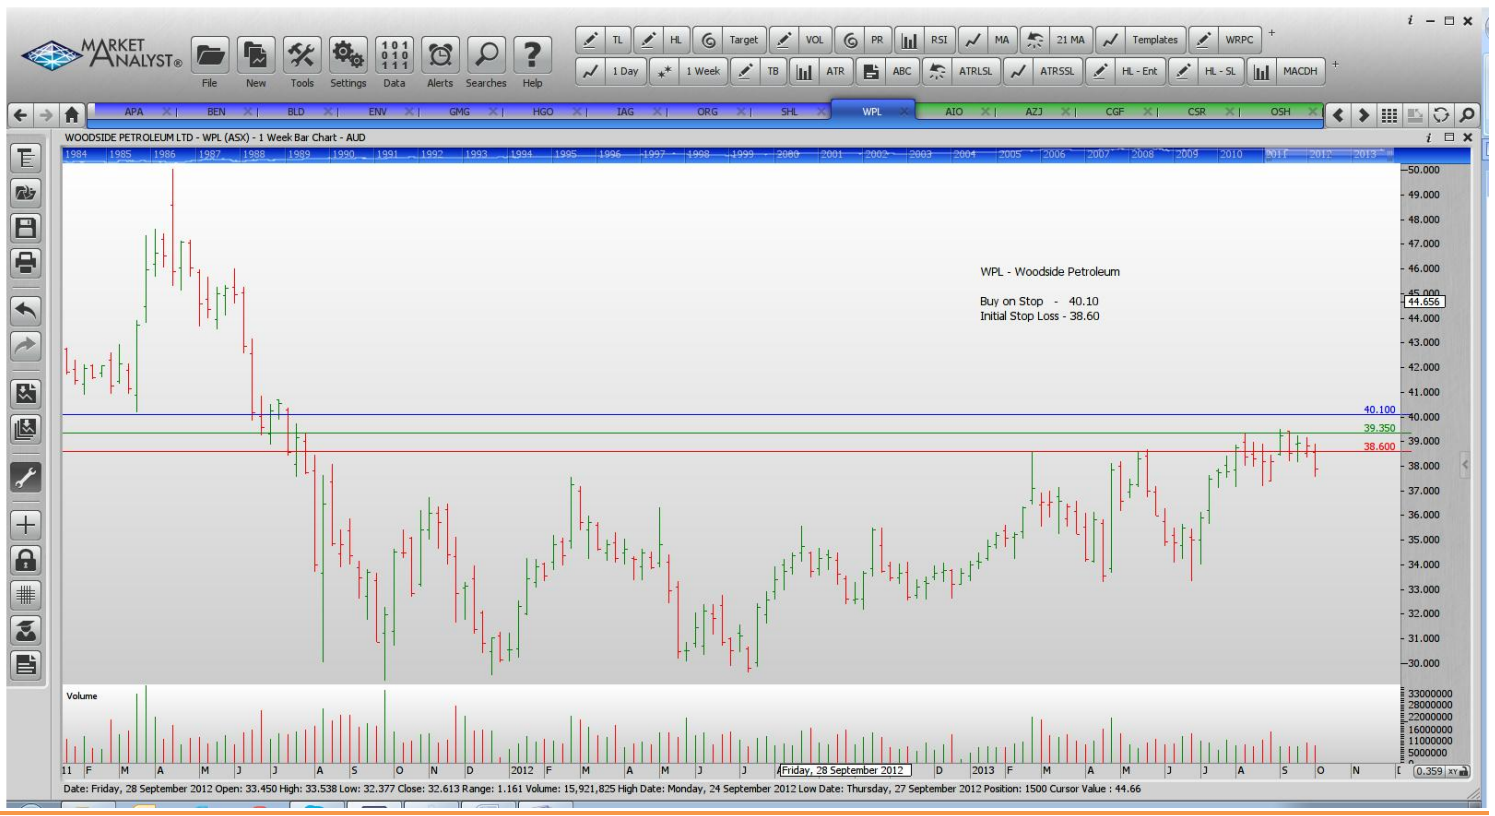 MARKET
ANALYST®
File New Tools Settings Data Alerts Searches Help
TL HL Target VOL PR RSI MA 21 MA Templates WRPC +
1 Day 1 Week TB ATR ABC ATRLSL ATRSSL HL - Ent HL - SL MACDH +
APA BEN BLD ENV GMG HGO IAG ORG SHL WPL AIO AZJ CGF CSR OSH
WOODSIDE PETROLEUM LTD - WPL (ASX) - 1 Week Bar Chart - AUD
1984 1985 1986 1987 1988 1989 1990 1991 1992 1993 1994 1995 1996 1997 1998 1999 2000 2001 2002 2003 2004 2005 2006 2007 2008 2009 2010 2011 2012 2013
50.000
49.000
48.000
47.000
46.000
WPL - Woodside Petroleum
45.000
Buy on Stop - 40.10
44.656
Initial Stop Loss - 38.60
44.000
43.000
42.000
41.000
40.100
40.000
39.350
39.000
38.600
38.000
37.000
36.000
35.000
34.000
33.000
32.000
31.000
30.000
Volume
33000000
28000000
22000000
16000000
11000000
5000000
0
11 F M A M J J A S O N D 2012 F M A M J J Friday, 28 September 2012 D 2013 F M A M J J A S O N 0.359 XY
Date: Friday, 28 September 2012 Open: 33.450 High: 33.538 Low: 32.377 Close: 32.613 Range: 1.161 Volume: 15,921,825 High Date: Monday, 24 September 2012 Low Date: Thursday, 27 September 2012 Position: 1500 Cursor Value : 44.66